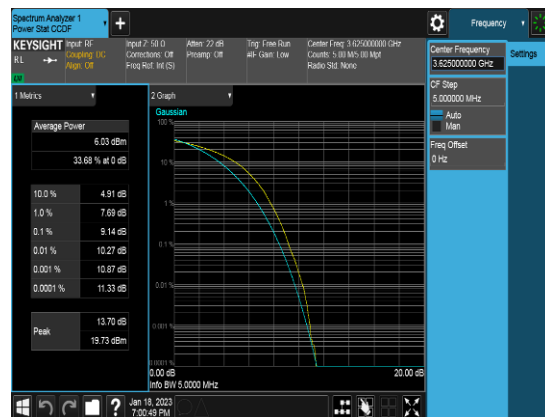 Spectrum Analyzer 1
Power Stat CCDF
+
Frequency
KEYSIGHT
Input: RF
Input Z: 50 Ω
Atten: 22 dB
Trig: Free Run
Center Freq: 3.625000000 GHz
RL
Coupling: DC
Corrections: Off
Preamp: Off
#IF Gain: Low
Counts: 5.00 M/5.00 Mpt
Align: Off
Freq Ref: Int (S)
Radio Std: None
Center Frequency
3.625000000 GHz
Settings
CF Step
5.000000 MHz
Auto
Man
Freq Offset
0 Hz
1 Metrics
2 Graph
Gaussian
Average Power
6.03 dBm
33.68 % at 0 dB
10.0 % 4.91 dB
1.0 % 7.69 dB
0.1 % 9.14 dB
0.01 % 10.27 dB
0.001 % 10.87 dB
0.0001 % 11.33 dB
Peak
13.70 dB
19.73 dBm
100 %
10 %
1 %
0.1 %
0.01 %
0.001 %
0.0001 %
0.00 dB
20.00 dB
Info BW 5.0000 MHz
?
Jan 18, 2023
7:00:49 PM